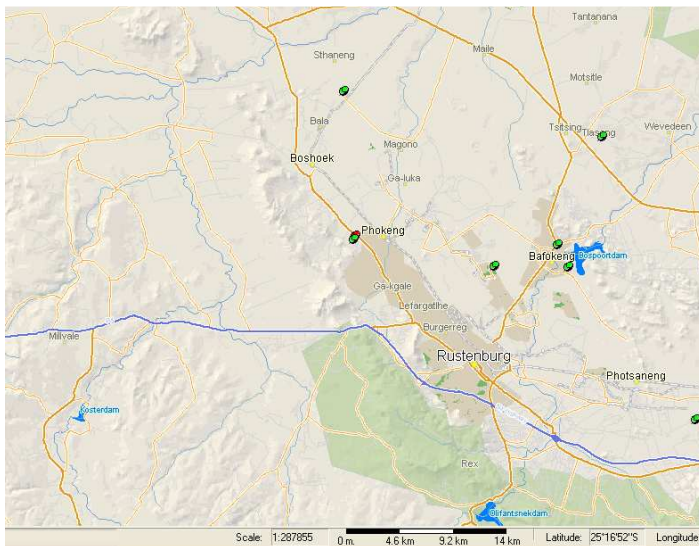 Tantanana
Sthaneng
Maile
Motsitle
Bala
Tsitsing
Tlaseng
Wevedeen
Magono
Boshoek
Ga-luka
Phokeng
Bafokeng
Bospoortdam
Ga-kgale
Lefargatlhe
Burgerreg
Millvale
Rustenburg
Photsaneng
Kosterdam
Rex
Olifantsnekdam
Scale: 1:287855 0 m. 4.6 km 9.2 km 14 km Latitude: 25°16'52"S Longitude